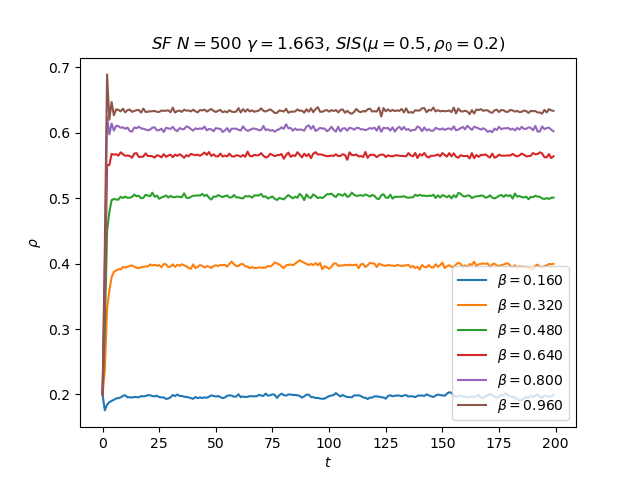 SF N = 500 γ = 1.663, SIS(μ = 0.5, ρ₀ = 0.2)
0.7
0.6
0.5
0.4
0.3
0.2
ρ
β = 0.160
β = 0.320
β = 0.480
β = 0.640
β = 0.800
β = 0.960
0 25 50 75 100 125 150 175 200
t